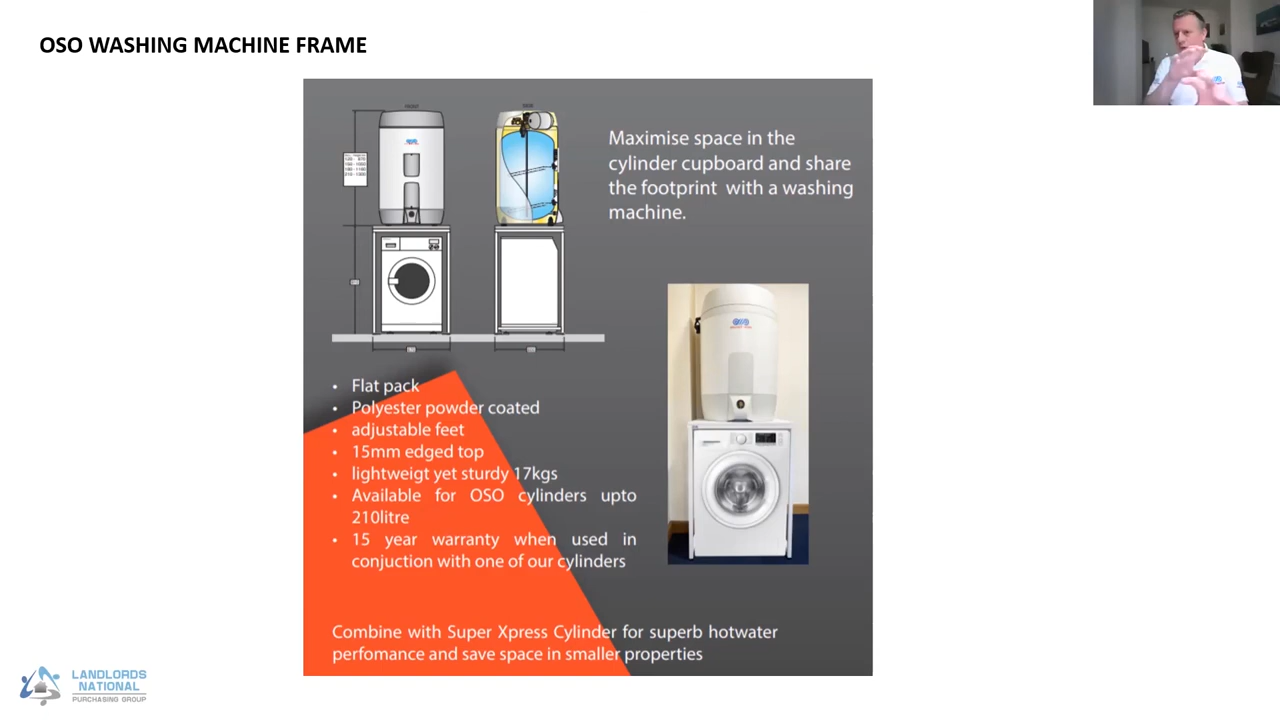 OSO WASHING MACHINE FRAME
FRONT
Maximise space in the
cylinder cupboard and share
the footprint with a washing
machine.
• Flat pack
• Polyester powder coated
• adjustable feet
• 15mm edged top
• lightweigt yet sturdy 17kgs
• Available for OSO cylinders upto
210litre
• 15 year warranty when used in
conjuction with one of our cylinders
OSO
Combine with Super Xpress Cylinder for superb hotwater
perfomance and save space in smaller properties
LANDLORDS
NATIONAL
PURCHASING GROUP